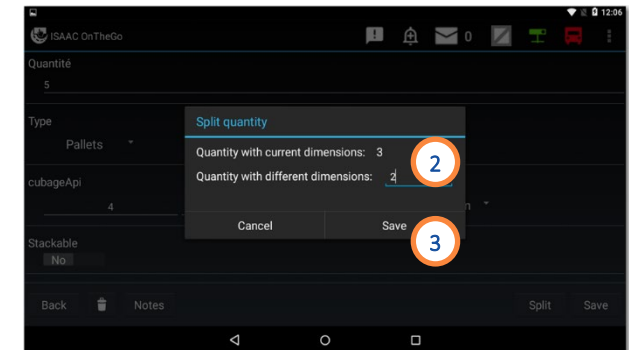 12:06
ISAAC OnTheGo
0
Quantité
5
Split quantity
Type
Pallets
Quantity with current dimensions: 3
Quantity with different dimensions: 2
2
cubageApi
4
n
Cancel
Save
3
Stackable
No
Back
Notes
Split
Save